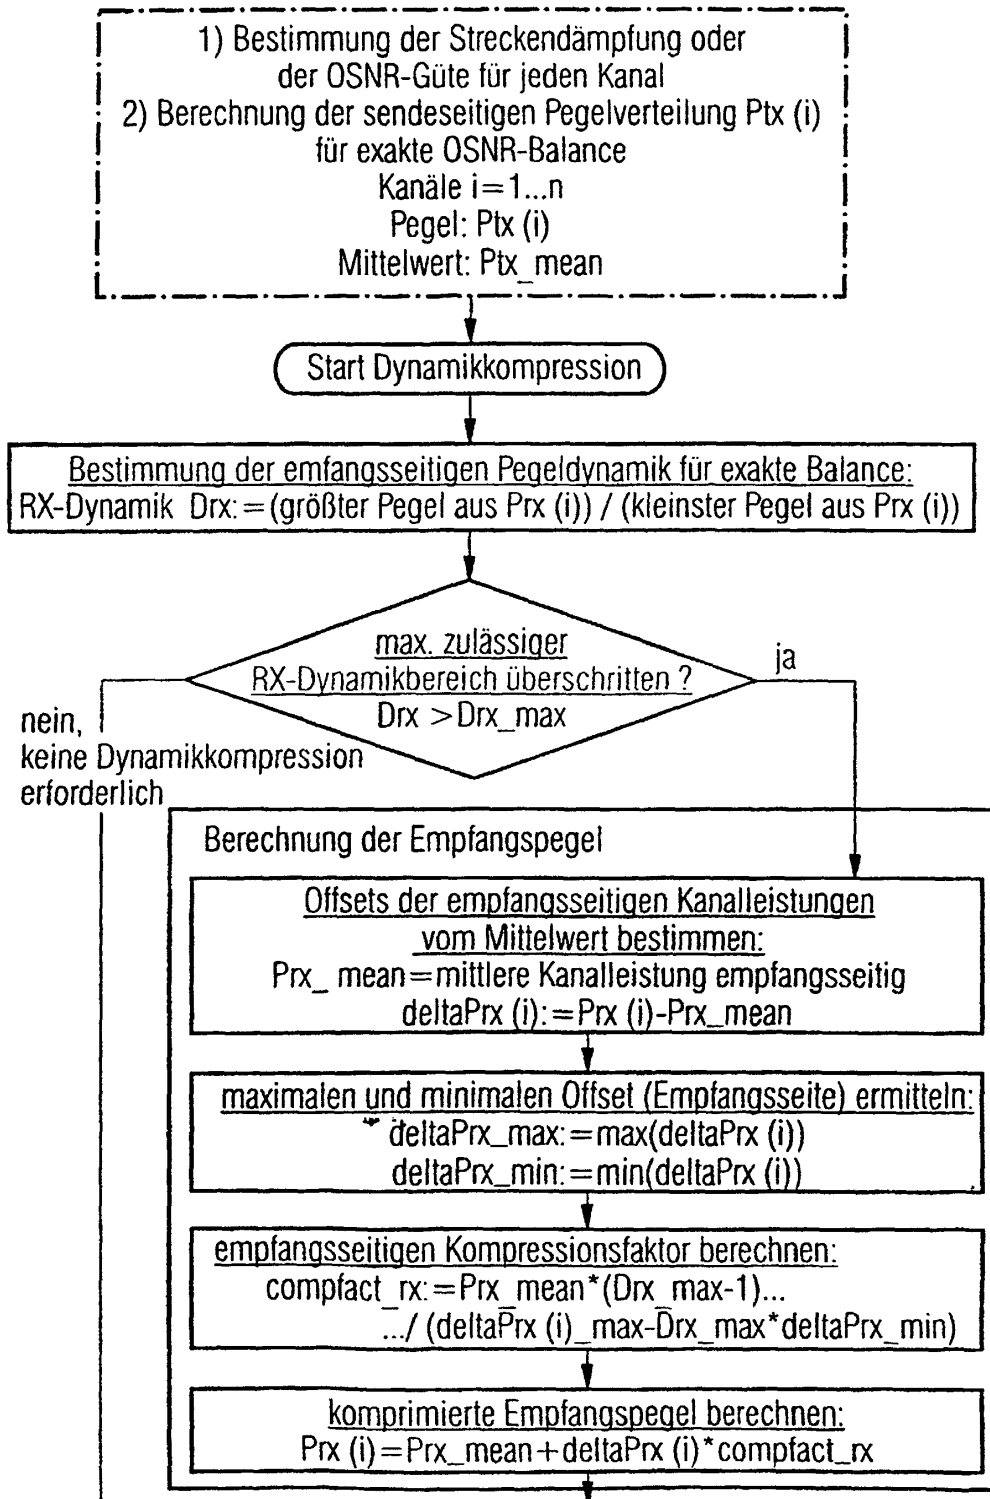 1) Bestimmung der Streckendämpfung oder
der OSNR-Güte für jeden Kanal
2) Berechnung der sendeseitigen Pegelverteilung Ptx (i)
für exakte OSNR-Balance
Kanäle i=1...n
Pegel: Ptx (i)
Mittelwert: Ptx_mean
Start Dynamikkompression
Bestimmung der emfangsseitigen Pegeldynamik für exakte Balance:
RX-Dynamik Drx:=(größter Pegel aus Prx (i)) / (kleinster Pegel aus Prx (i))
max. zulässiger
RX-Dynamikbereich überschritten ?
Drx >Drx_max
ja
nein,
keine Dynamikkompression
erforderlich
Berechnung der Empfangspegel
Offsets der empfangseitigen Kanalleistungen
vom Mittelwert bestimmen:
Prx_ mean=mittlere Kanalleistung empfangsseitig
deltaPrx (i):=Prx (i)-Prx_mean
maximalen und minimalen Offset (Empfangsseite) ermitteln:
deltaPrx_max:=max(deltaPrx (i))
deltaPrx_min:=min(deltaPrx (i))
empfangsseitigen Kompressionsfaktor berechnen:
compfact_rx:=Prx_mean*(Drx_max-1)...
.../ (deltaPrx (i)_max-Drx_max*deltaPrx_min)
komprimierte Empfangspegel berechnen:
Prx (i)=Prx_mean+deltaPrx (i)*compfact_rx